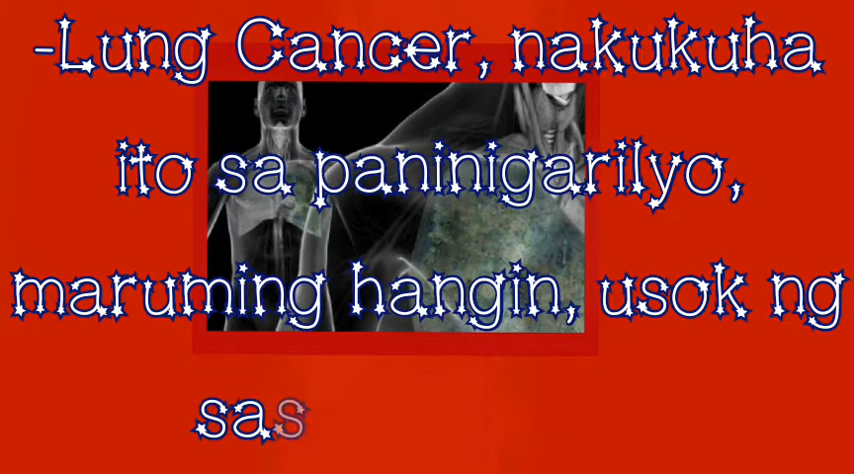 -Lung Cancer, nakukuha
ito sa paninigarilyo,
maruming hangin, usok ng
sas